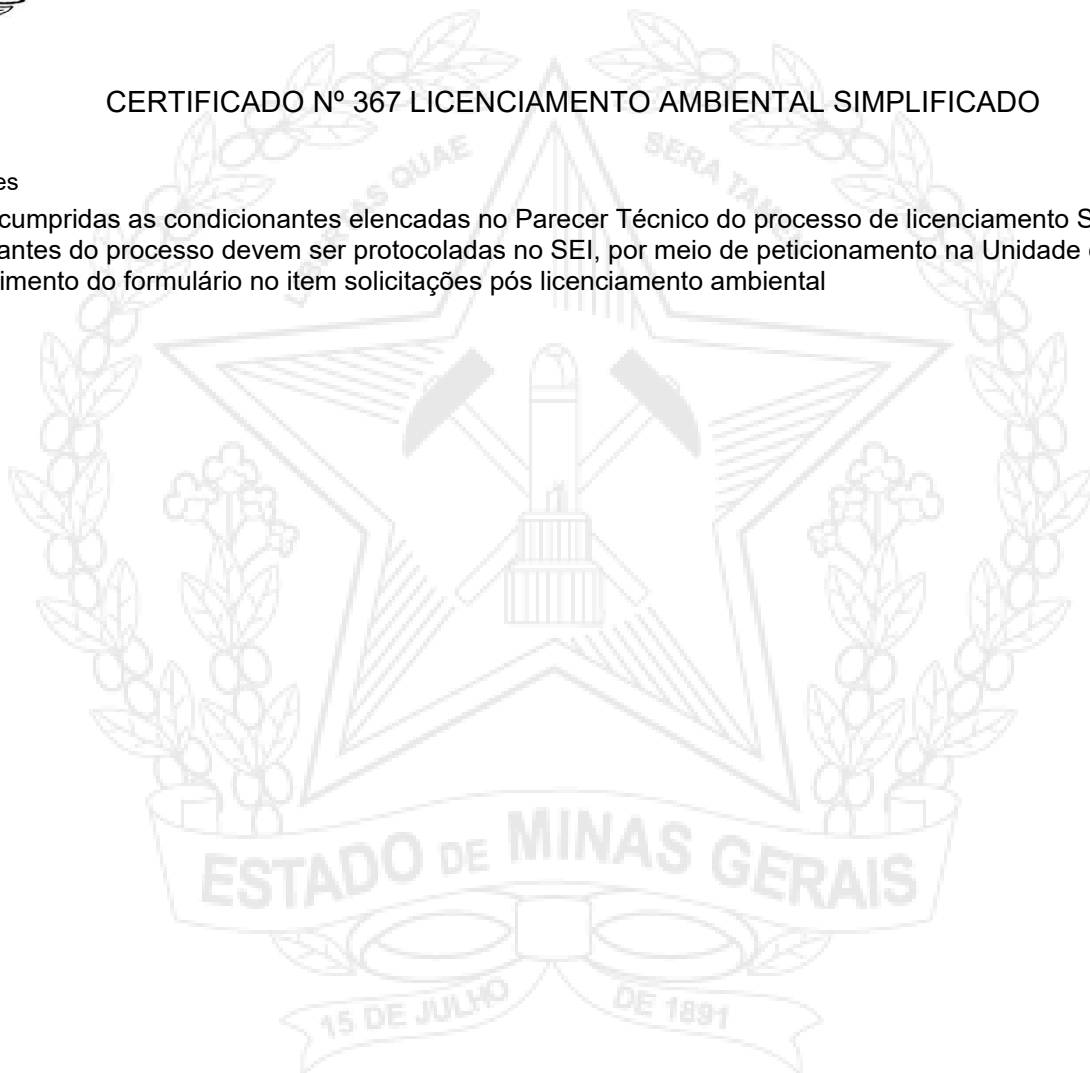 CERTIFICADO Nº 367 LICENCIAMENTO AMBIENTAL SIMPLIFICADO
es
cumpridas as condicionantes elencadas no Parecer Técnico do processo de licenciamento S
antes do processo devem ser protocoladas no SEI, por meio de peticionamento na Unidade
imento do formulário no item solicitações pós licenciamento ambiental
LIBERTAS QUAE SERA TAMEN
ESTADO DE MINAS GERAIS
15 DE JULHO DE 1891